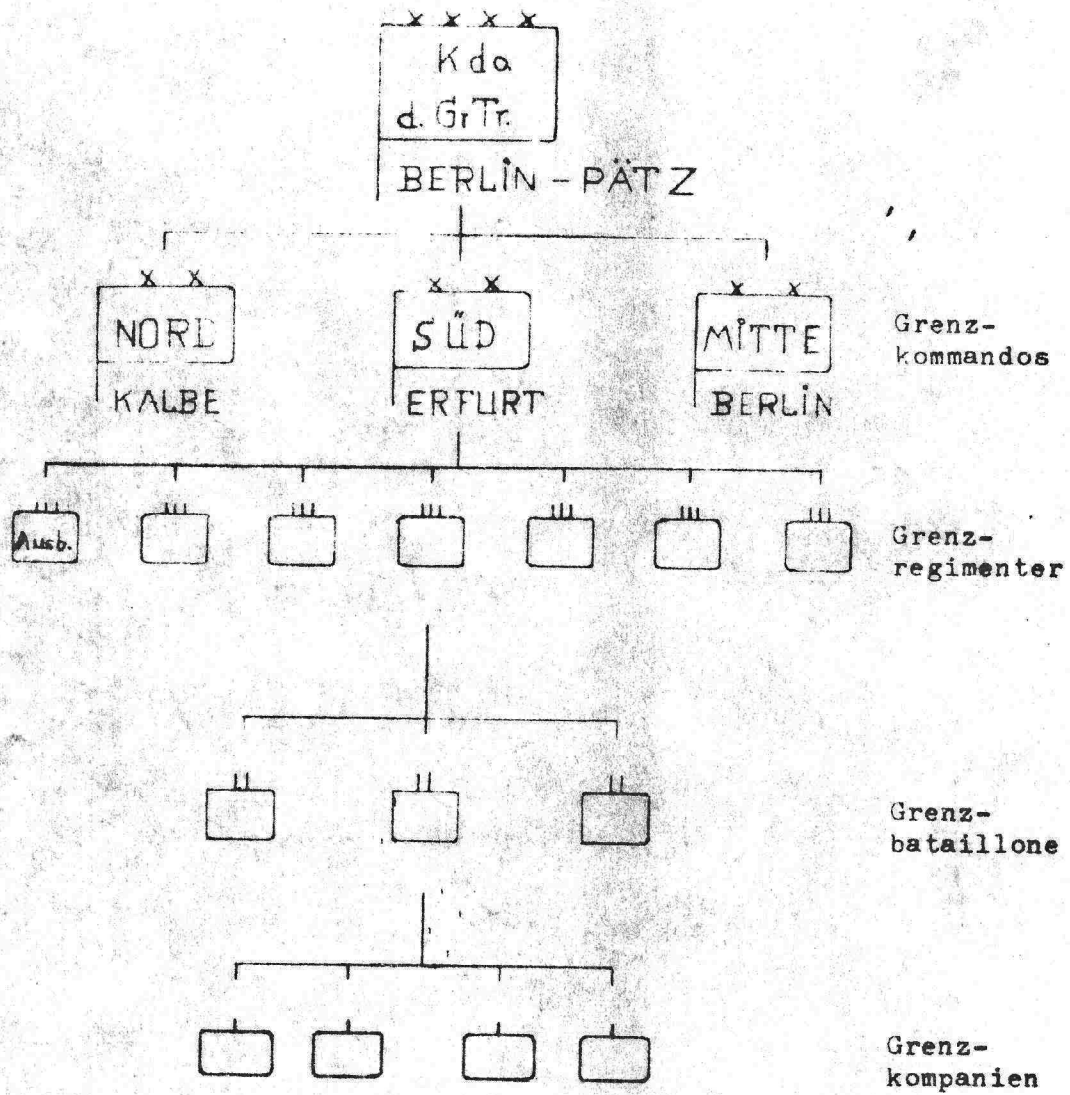 Kdo
d. GrTr.
BERLIN - PÄTZ
NORD
SÜD
MITTE
Grenz-
kommandos
KALBE
ERFURT
BERLIN
Ausb.
Grenz-
regimenter
Grenz-
bataillone
Grenz-
kompanien